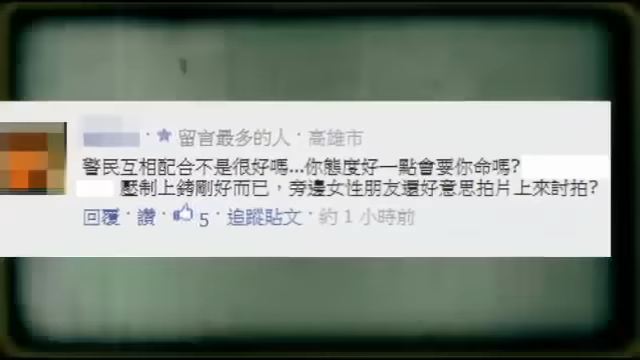 · ★ 留言最多的人 · 高雄市
警民互相配合不是很好嗎...你態度好一點會要你命嗎?
壓制上銬剛好而已，旁邊女性朋友還好意思拍片上來討拍?
回覆 · 讚 · 5 · 追蹤貼文 · 約 1 小時前